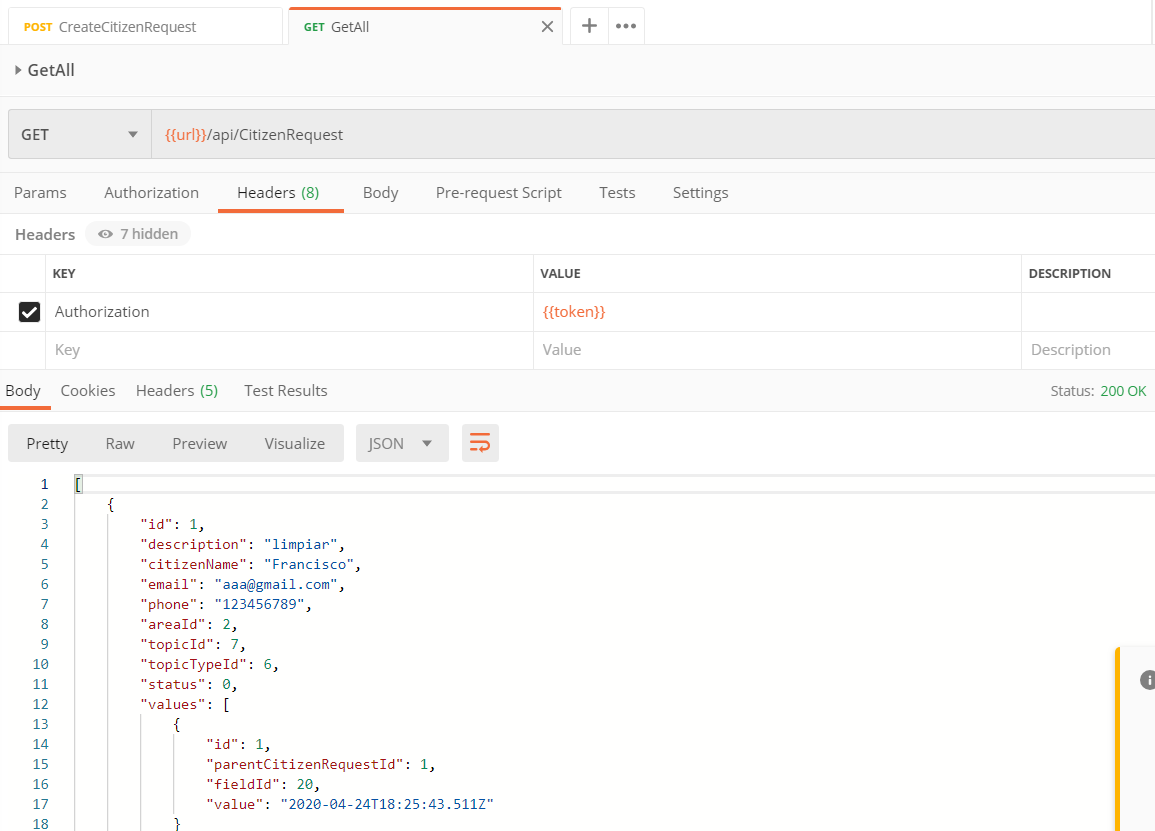 POST CreateCitizenRequest GET GetAll
GetAll
GET {{url}}/api/CitizenRequest
Params Authorization Headers (8) Body Pre-request Script Tests Settings
Headers 7 hidden
KEY VALUE DESCRIPTION
Authorization {{token}}
Key Value Description
Body Cookies Headers (5) Test Results Status: 200 OK
Pretty Raw Preview Visualize JSON
1 [
2 {
3 "id": 1,
4 "description": "limpiar",
5 "citizenName": "Francisco",
6 "email": "aaa@gmail.com",
7 "phone": "123456789",
8 "areaId": 2,
9 "topicId": 7,
10 "topicTypeId": 6,
11 "status": 0,
12 "values": [
13 {
14 "id": 1,
15 "parentCitizenRequestId": 1,
16 "fieldId": 20,
17 "value": "2020-04-24T18:25:43.511Z"
18 }